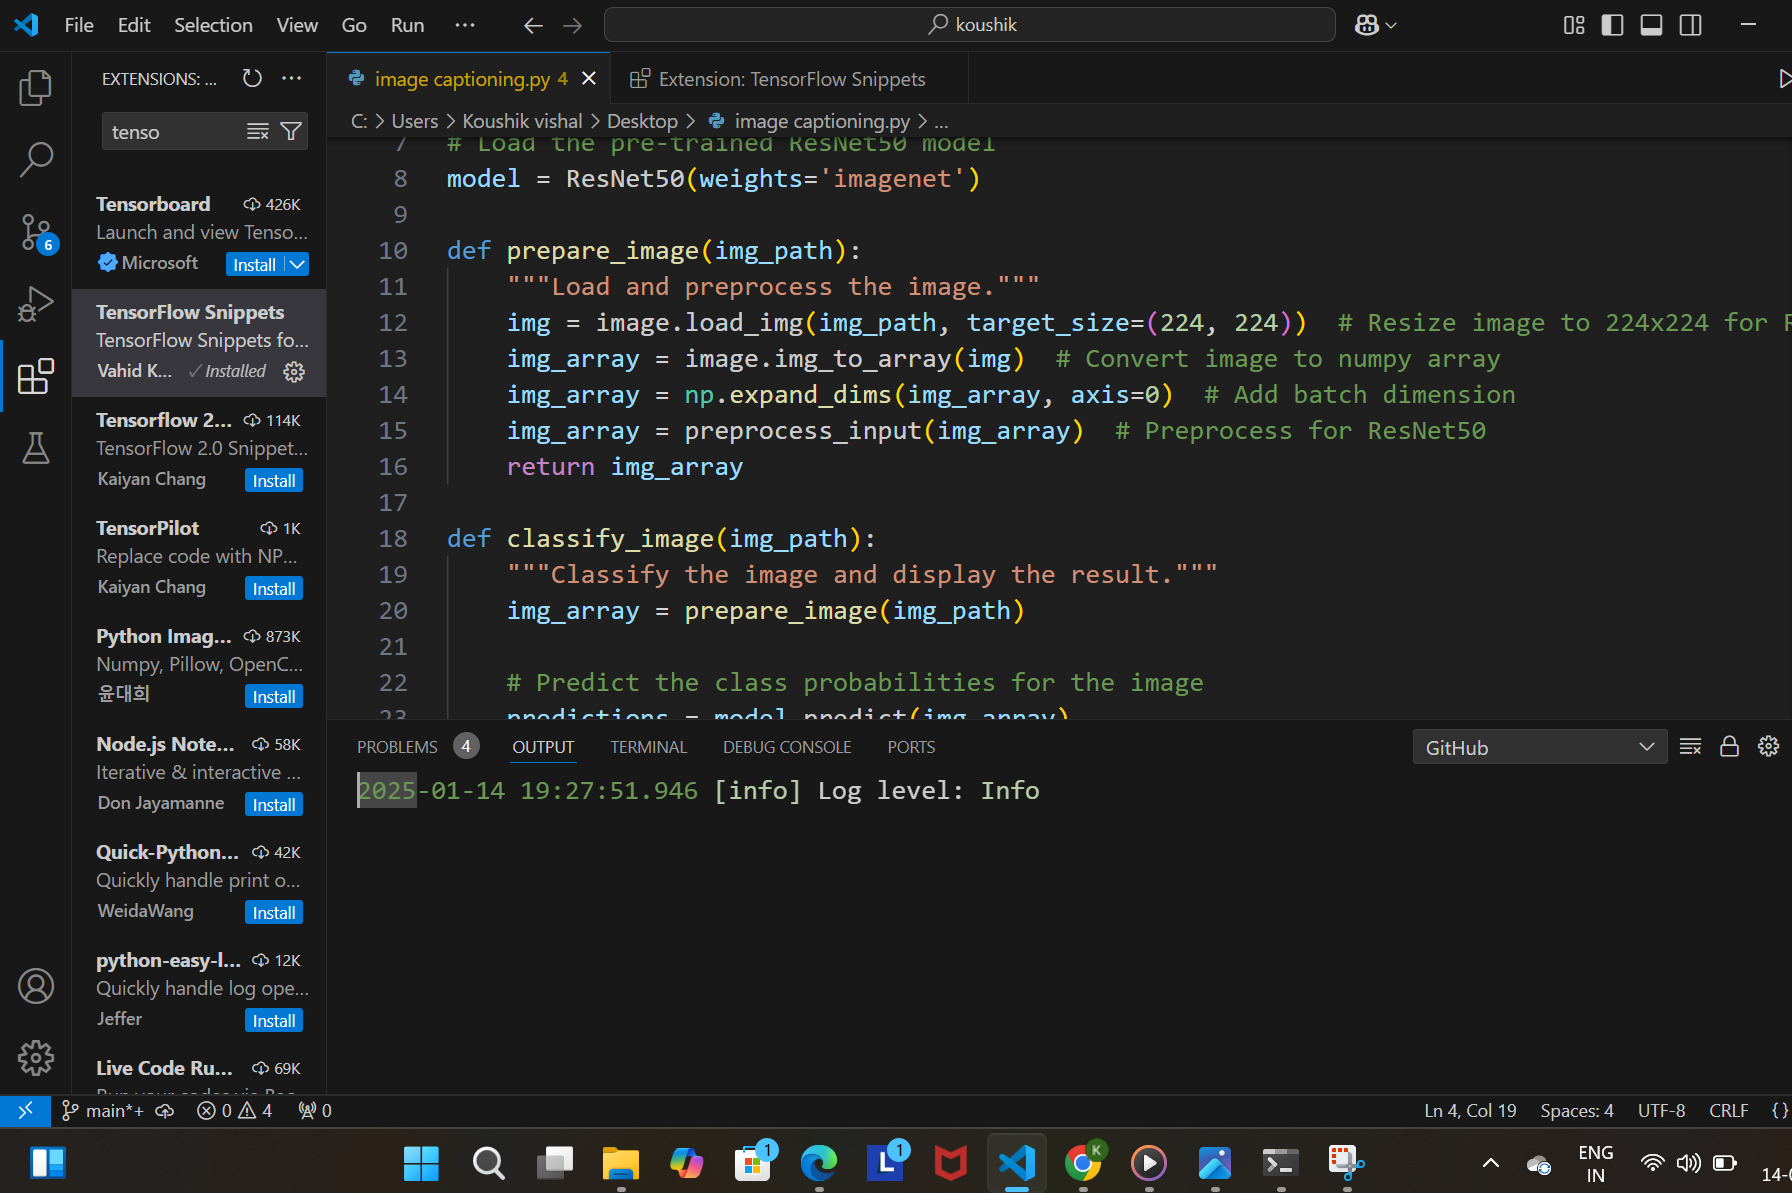 File Edit Selection View Go Run ···
koushik
EXTENSIONS: ...
tenso
Tensorboard 426K
Launch and view Tenso...
Microsoft Install
TensorFlow Snippets
TensorFlow Snippets fo...
Vahid K... ✓Installed
Tensorflow 2... 114K
TensorFlow 2.0 Snippet...
Kaiyan Chang Install
TensorPilot 1K
Replace code with NP...
Kaiyan Chang Install
Python Imag... 873K
Numpy, Pillow, OpenC...
윤대희 Install
Node.js Note... 58K
Iterative & interactive ...
Don Jayamanne Install
Quick-Python... 42K
Quickly handle print o...
WeidaWang Install
python-easy-l... 12K
Quickly handle log ope...
Jeffer Install
Live Code Ru... 69K
6
image captioning.py 4 Extension: TensorFlow Snippets
C: > Users > Koushik vishal > Desktop > image captioning.py > ...
7 # Load the pre-trained ResNet50 model
8 model = ResNet50(weights='imagenet')
9
10 def prepare_image(img_path):
11 """Load and preprocess the image."""
12 img = image.load_img(img_path, target_size=(224, 224)) # Resize image to 224x224 for
13 img_array = image.img_to_array(img) # Convert image to numpy array
14 img_array = np.expand_dims(img_array, axis=0) # Add batch dimension
15 img_array = preprocess_input(img_array) # Preprocess for ResNet50
16 return img_array
17
18 def classify_image(img_path):
19 """Classify the image and display the result."""
20 img_array = prepare_image(img_path)
21
22 # Predict the class probabilities for the image
23 predictions = model.predict(img_array)
PROBLEMS 4 OUTPUT TERMINAL DEBUG CONSOLE PORTS GitHub
2025-01-14 19:27:51.946 [info] Log level: Info
main*+ 0 4 0 Ln 4, Col 19 Spaces: 4 UTF-8 CRLF {}
1 L 1 K
ENG
IN